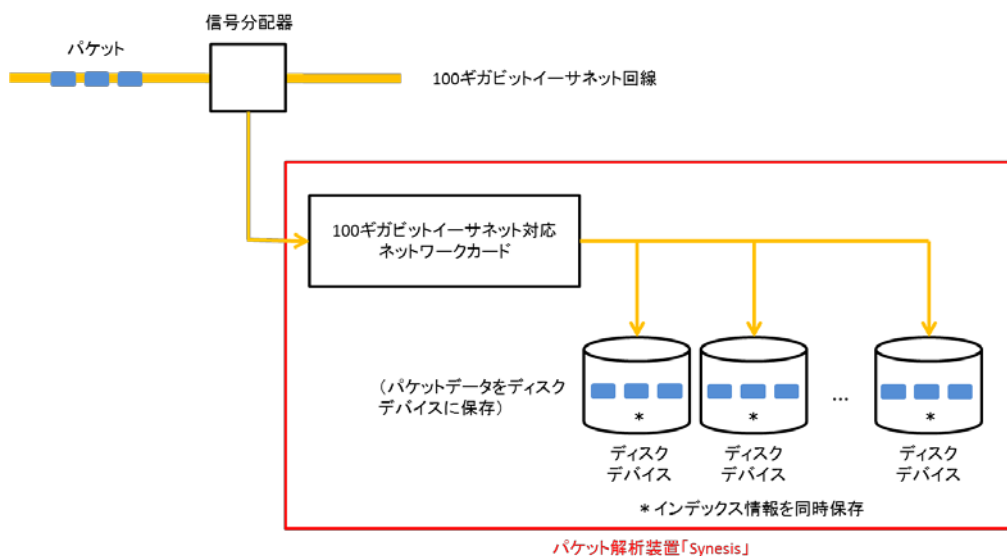 信号分配器
パケット
100ギガビットイーサネット回線
100ギガビットイーサネット対応
ネットワークカード
(パケットデータをディスク
デバイスに保存)
* * ... *
ディスク
デバイス
ディスク
デバイス
ディスク
デバイス
*インデックス情報を同時保存
パケット解析装置「Synesis」